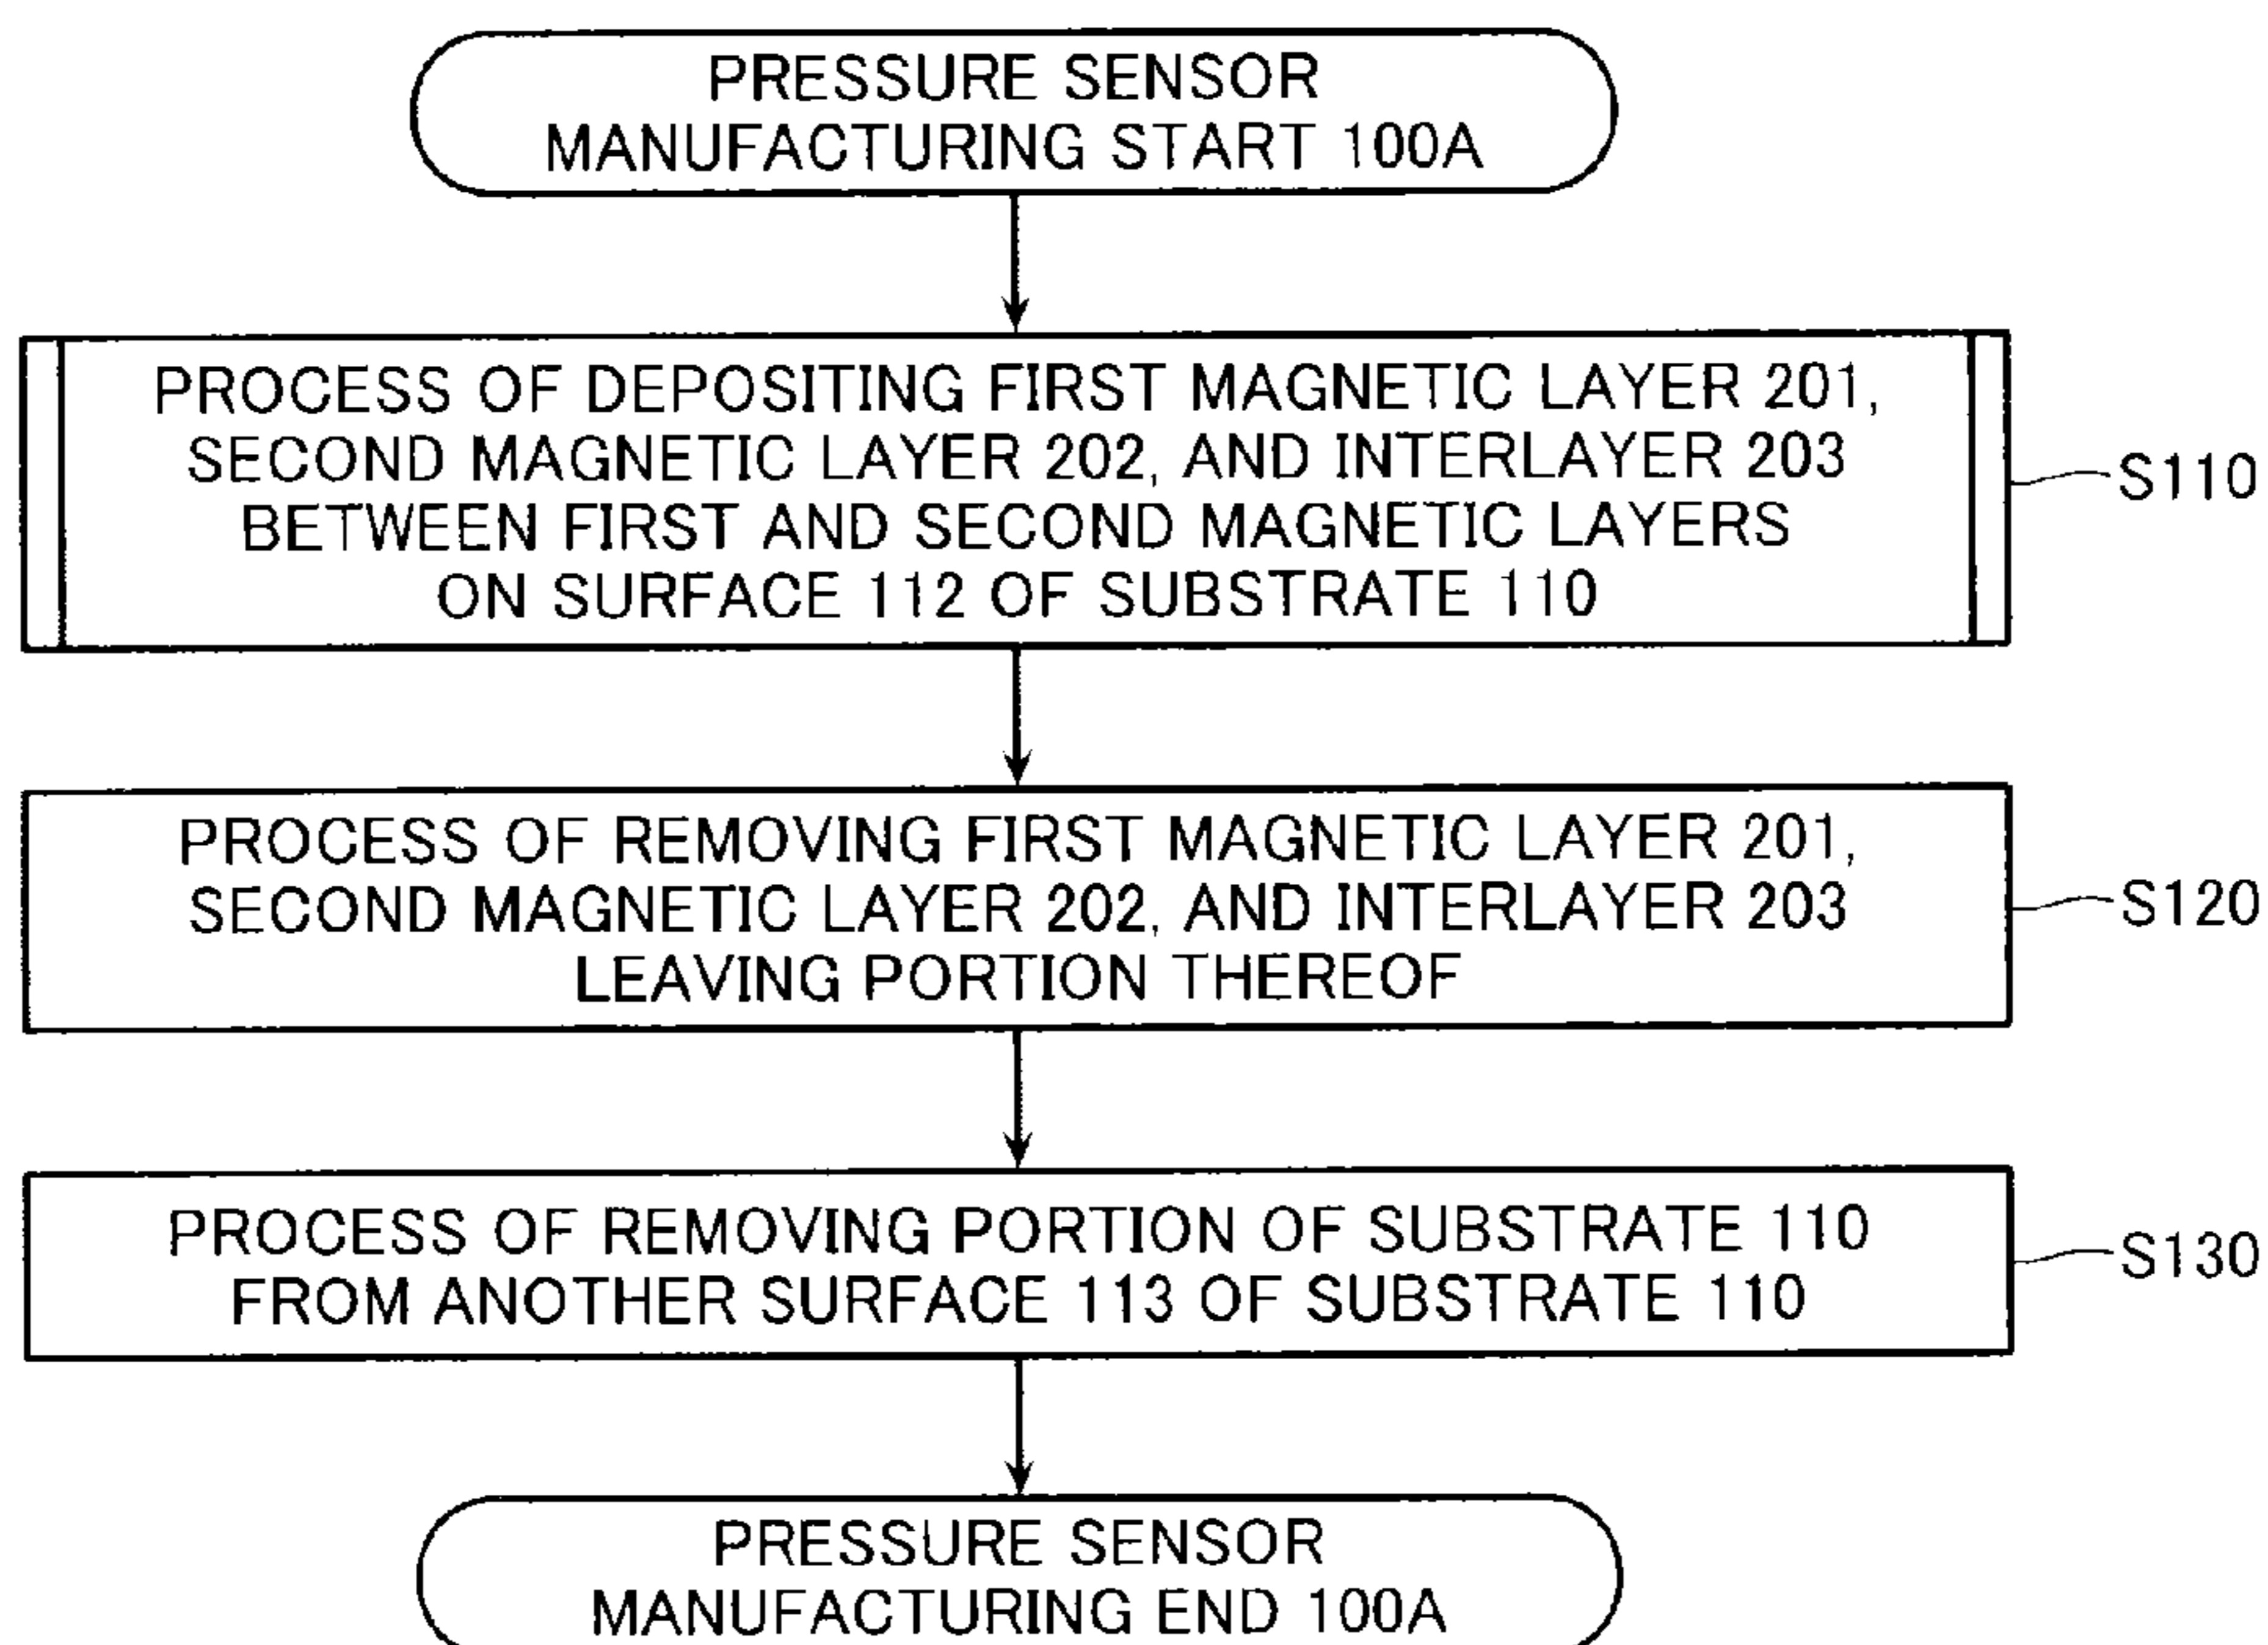 PRESSURE SENSOR
MANUFACTURING START 100A
PROCESS OF DEPOSITING FIRST MAGNETIC LAYER 201,
SECOND MAGNETIC LAYER 202, AND INTERLAYER 203
BETWEEN FIRST AND SECOND MAGNETIC LAYERS
ON SURFACE 112 OF SUBSTRATE 110
S110
PROCESS OF REMOVING FIRST MAGNETIC LAYER 201,
SECOND MAGNETIC LAYER 202, AND INTERLAYER 203
LEAVING PORTION THEREOF
S120
PROCESS OF REMOVING PORTION OF SUBSTRATE 110
FROM ANOTHER SURFACE 113 OF SUBSTRATE 110
S130
PRESSURE SENSOR
MANUFACTURING END 100A